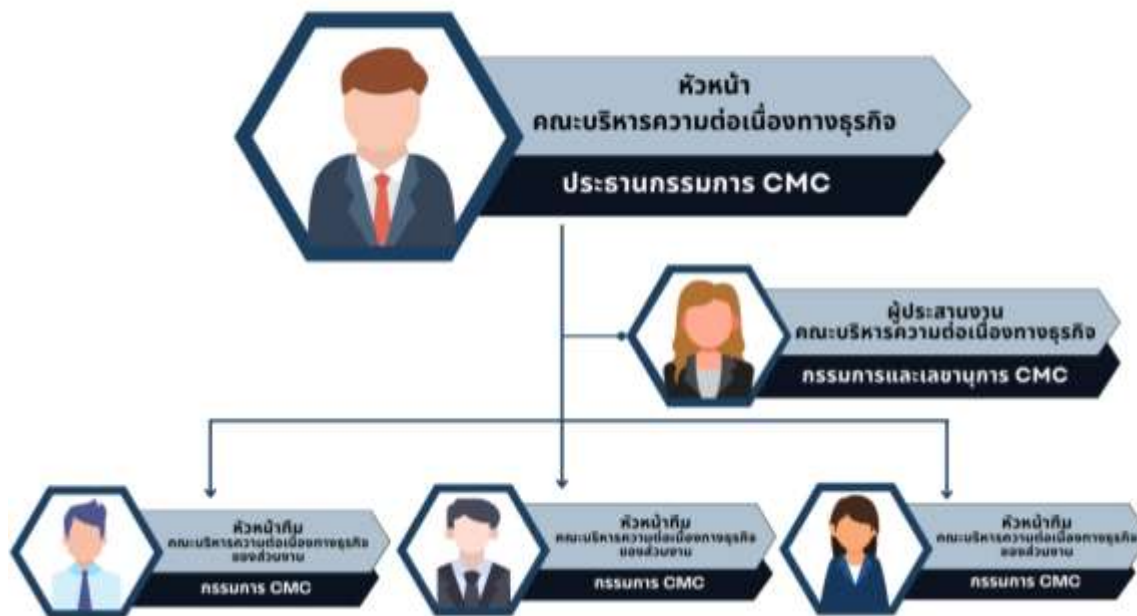 หัวหน้า
คณะบริหารความต่อเนื่องทางธุรกิจ
ประธานกรรมการ CMC
ผู้ประสานงาน
คณะบริหารความต่อเนื่องทางธุรกิจ
กรรมการและเลขานุการ CMC
หัวหน้าทีม
คณะบริหารความต่อเนื่องทางธุรกิจ
ของส่วนงาน
กรรมการ CMC
หัวหน้าทีม
คณะบริหารความต่อเนื่องทางธุรกิจ
ของส่วนงาน
กรรมการ CMC
หัวหน้าทีม
คณะบริหารความต่อเนื่องทางธุรกิจ
ของส่วนงาน
กรรมการ CMC